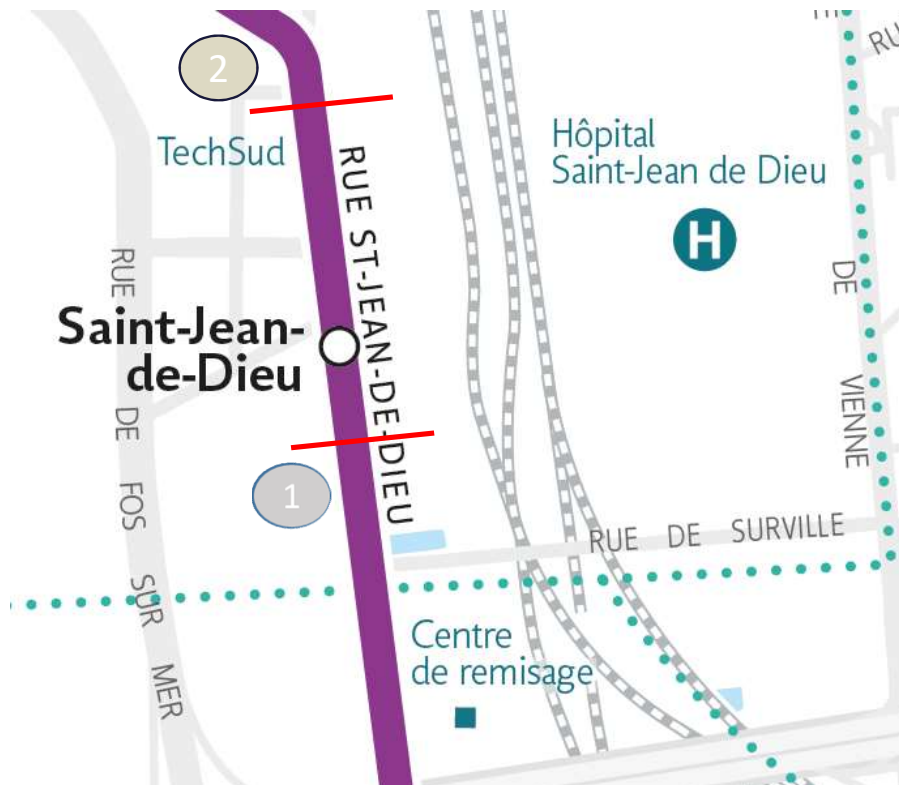 2
TechSud
RUE ST-JEAN-DE-DIEU
Hôpital
Saint-Jean de Dieu
H
RU
DE
VIENNE
Saint-Jean-
de-Dieu
RUE
DE
FOS
SUR
MER
1
RUE DE SURVILLE
Centre
de remisage